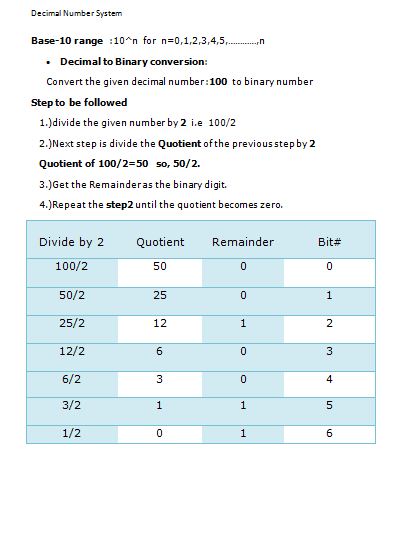 Decimal Number System
Base-10 range :10^n for n=0,1,2,3,4,5,.............,n
• Decimal to Binary conversion:
Convert the given decimal number:100 to binary number
Step to be followed
1.)divide the given number by 2 i.e 100/2
2.)Next step is divide the Quotient of the previous step by 2
Quotient of 100/2=50 so, 50/2.
3.)Get the Remainder as the binary digit.
4.)Repeat the step2 until the quotient becomes zero.
Divide by 2 Quotient Remainder Bit#
100/2 50 0 0
50/2 25 0 1
25/2 12 1 2
12/2 6 0 3
6/2 3 0 4
3/2 1 1 5
1/2 0 1 6